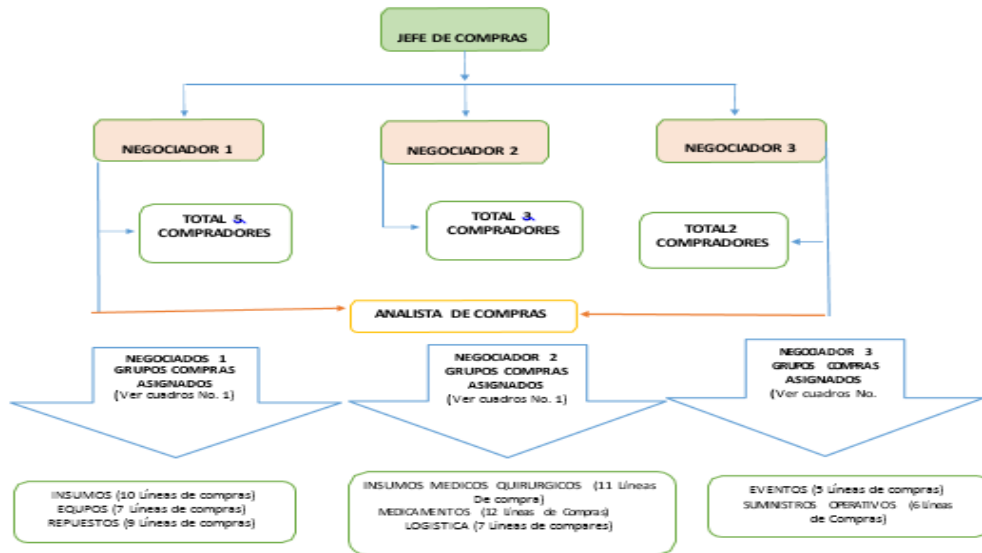 JEFE DE COMPRAS
NEGOCIADOR 1
NEGOCIADOR 2
NEGOCIADOR 3
TOTAL 5.
COMPRADORES
TOTAL 3.
COMPRADORES
TOTAL2
COMPRADORES
ANALISTA DE COMPRAS
NEGOCIADOS 1
GRUPOS COMPRAS
ASIGNADOS
(Ver cuadros No. 1)
NEGOCIADOR 2
GRUPOS COMPRAS
ASIGNADOS
(Ver cuadros No. 1)
NEGOCIADOR 3
GRUPOS COMPRAS
ASIGNADOS
(Ver cuadros No.
INSUMOS (10 Líneas de compras)
EQUPOS (7 Líneas de compras)
REPUESTOS (9 Líneas de compras)
INSUMOS MEDICOS QUIRURGICOS (11 Líneas
De compra)
MEDICAMENTOS (12 Líneas de Compras)
LOGISTICA (7 Líneas de compares)
EVENTOS (5 Líneas de compras)
SUMINISTROS OPERATIVOS (6 líneas
de Compras)